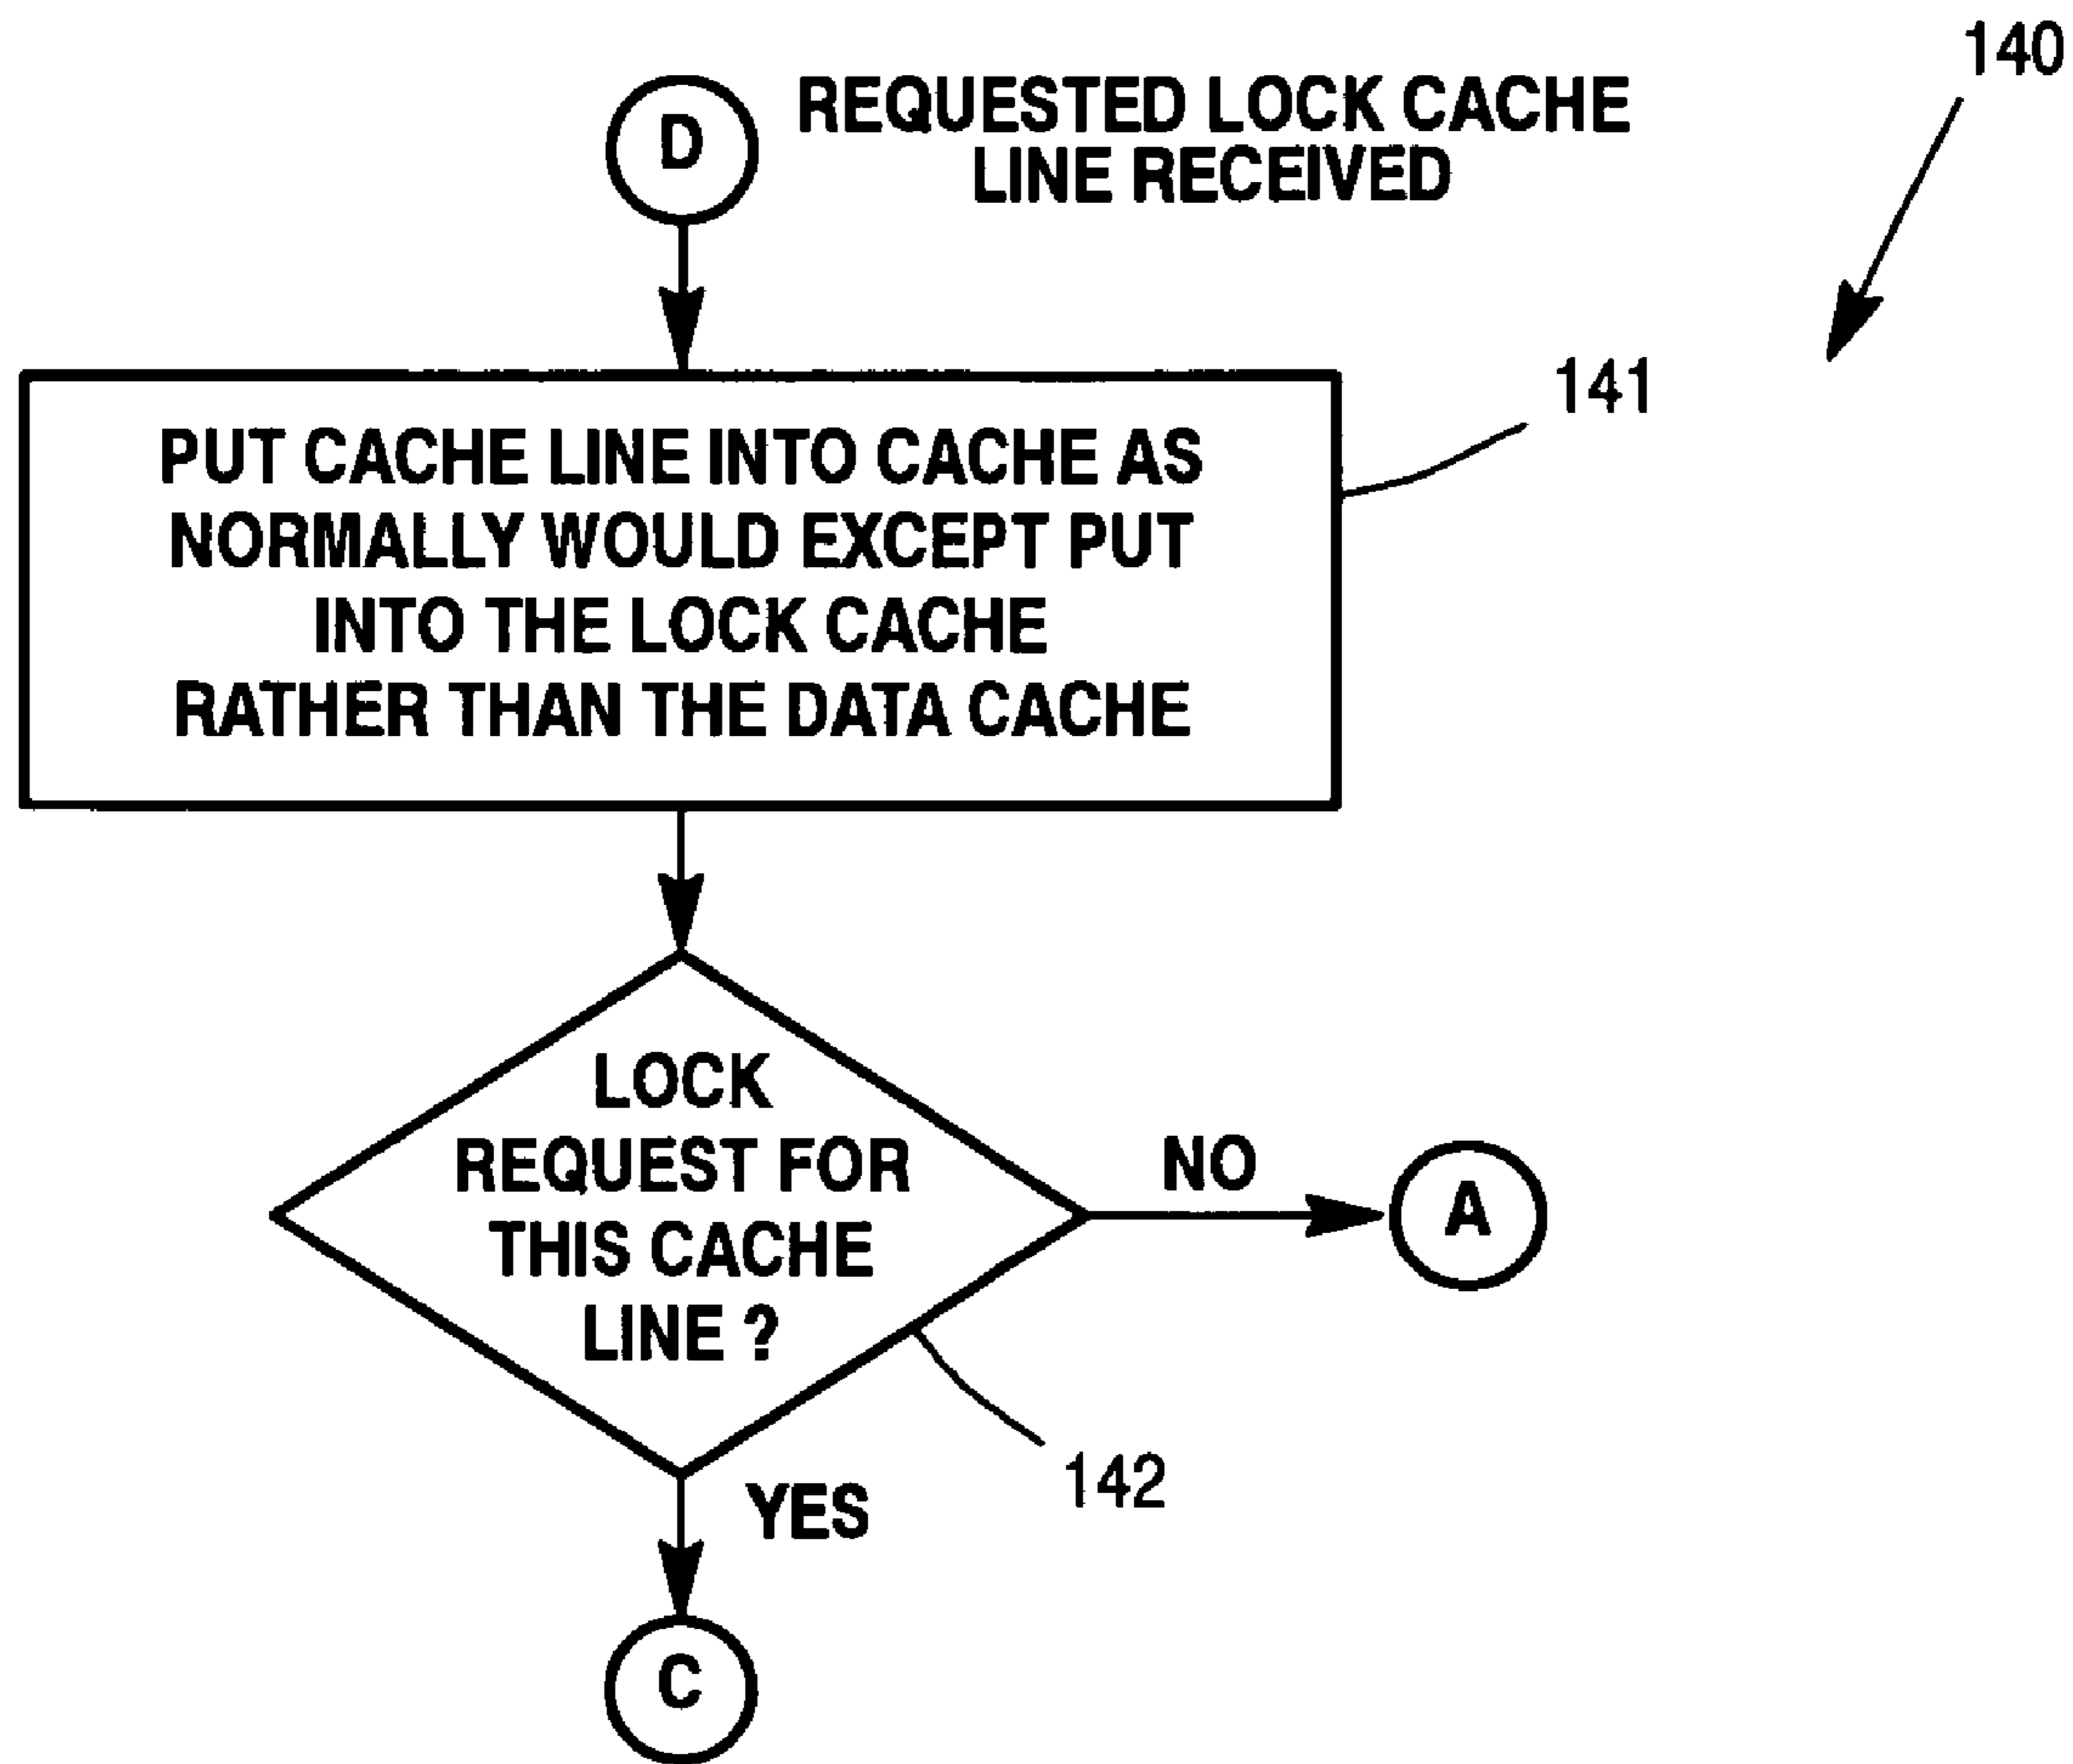 140
D
REQUESTED LOCK CACHE
LINE RECEIVED
141
PUT CACHE LINE INTO CACHE AS
NORMALLY WOULD EXCEPT PUT
INTO THE LOCK CACHE
RATHER THAN THE DATA CACHE
LOCK
REQUEST FOR
THIS CACHE
LINE ?
NO
A
142
YES
C